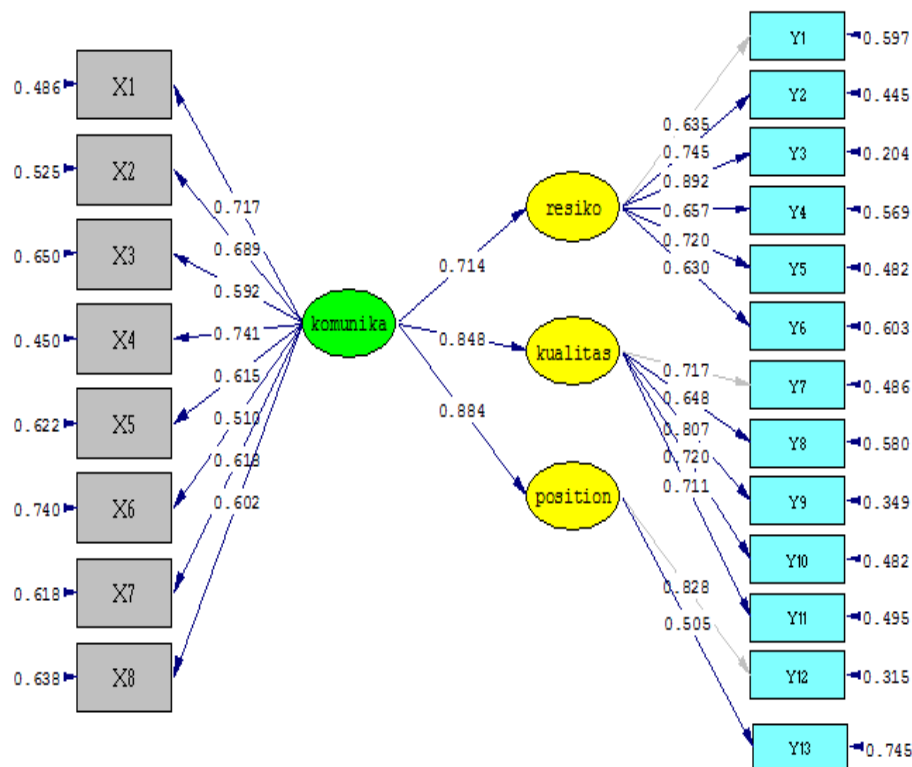 0.486
X1
0.525
X2
0.650
X3
0.450
X4
0.622
X5
0.740
X6
0.618
X7
0.638
X8
0.717
0.689
0.592
0.741
0.615
0.510
0.618
0.602
komunika
0.714
0.848
0.884
resiko
kualitas
position
0.635
0.745
0.892
0.657
0.720
0.630
0.717
0.648
0.807
0.720
0.711
0.828
0.505
Y1
0.597
Y2
0.445
Y3
0.204
Y4
0.569
Y5
0.482
Y6
0.603
Y7
0.486
Y8
0.580
Y9
0.349
Y10
0.482
Y11
0.495
Y12
0.315
Y13
0.745